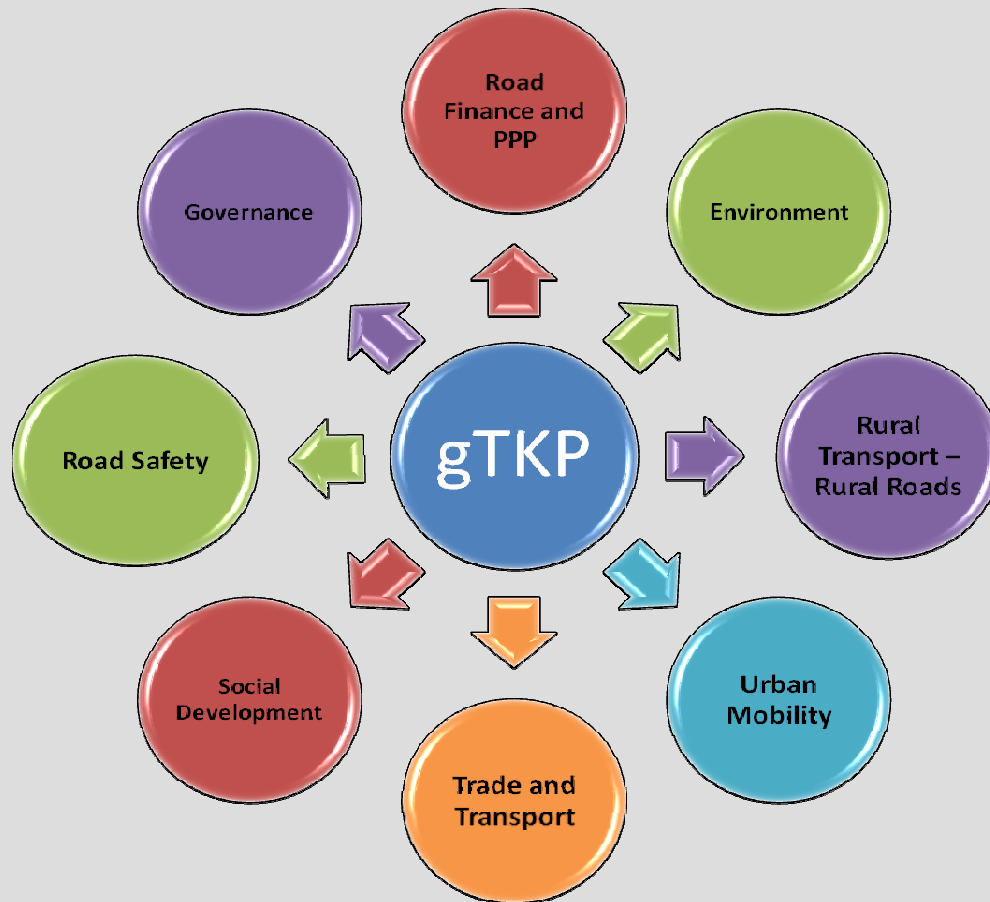 Road
Finance and
PPP
Governance
Environment
gTKP
Road Safety
Rural
Transport –
Rural Roads
Social
Development
Urban
Mobility
Trade and
Transport